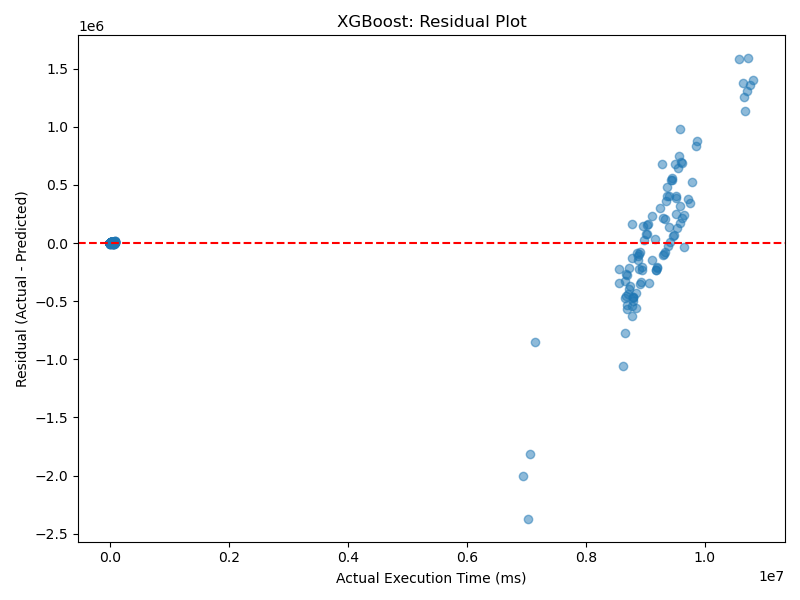 XGBoost: Residual Plot
1e6
1.5
1.0
0.5
0.0
−0.5
−1.0
−1.5
−2.0
−2.5
Residual (Actual - Predicted)
0.0 0.2 0.4 0.6 0.8 1.0
1e7
Actual Execution Time (ms)